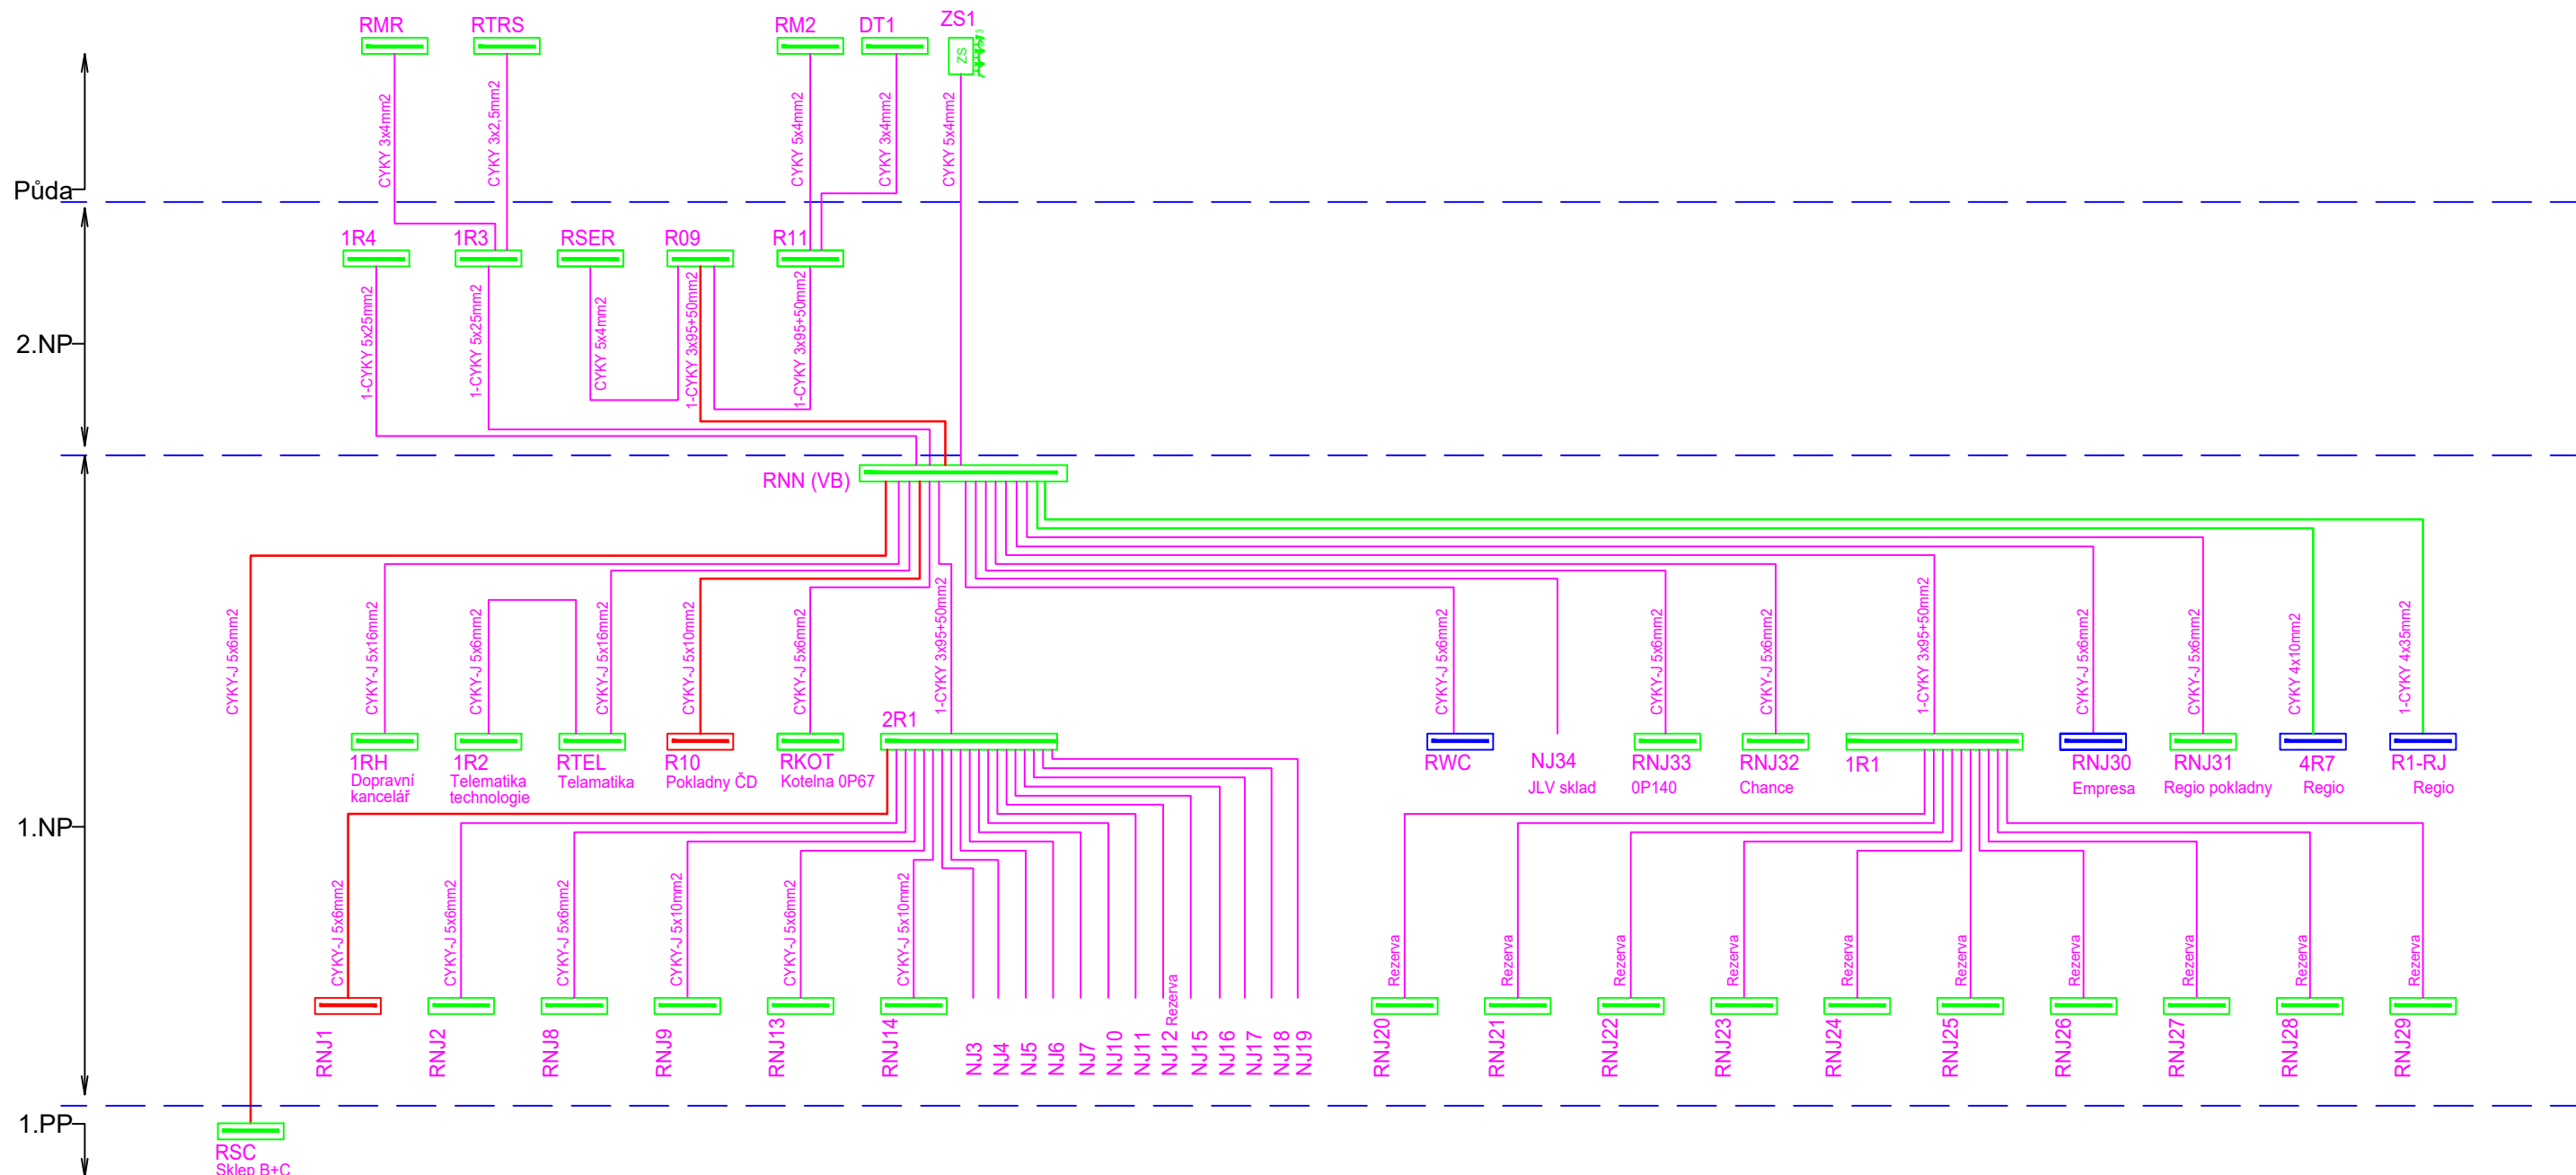 RMR
RTRS
RM2
DT1
ZS1
ZS
CYKY 3x4mm2
CYKY 3x2,5mm2
CYKY 5x4mm2
CYKY 3x4mm2
CYKY 5x4mm2
Půda
1R4
1R3
RSER
R09
R11
1-CYKY 5x25mm2
1-CYKY 5x25mm2
CYKY 5x4mm2
1-CYKY 3x95+50mm2
1-CYKY 3x95+50mm2
2.NP
RNN (VB)
CYKY-J 5x6mm2
CYKY-J 5x16mm2
CYKY-J 5x6mm2
CYKY-J 5x16mm2
CYKY-J 5x10mm2
CYKY-J 5x6mm2
1-CYKY 3x95+50mm2
CYKY-J 5x6mm2
CYKY-J 5x6mm2
CYKY-J 5x6mm2
1-CYKY 3x95+50mm2
CYKY-J 5x6mm2
CYKY-J 5x6mm2
CYKY 4x10mm2
1-CYKY 4x35mm2
1RH
Dopravní
kancelář
1R2
Telematika
technologie
RTEL
Telamatika
R10
Pokladny ČD
RKOT
Kotelna 0P67
2R1
RWC
NJ34
JLV sklad
RNJ33
0P140
RNJ32
Chance
1R1
RNJ30
Empresa
RNJ31
Regio pokladny
4R7
Regio
R1-RJ
Regio
1.NP
CYKY-J 5x6mm2
CYKY-J 5x6mm2
CYKY-J 5x6mm2
CYKY-J 5x10mm2
CYKY-J 5x6mm2
CYKY-J 5x10mm2
Rezerva
Rezerva
Rezerva
Rezerva
Rezerva
Rezerva
Rezerva
Rezerva
Rezerva
Rezerva
RNJ1
RNJ2
RNJ8
RNJ9
RNJ13
RNJ14
NJ3
NJ4
NJ5
NJ6
NJ7
NJ10
NJ11
NJ12 Rezerva
NJ15
NJ16
NJ17
NJ18
NJ19
RNJ20
RNJ21
RNJ22
RNJ23
RNJ24
RNJ25
RNJ26
RNJ27
RNJ28
RNJ29
1.PP
RSC
Sklep B+C